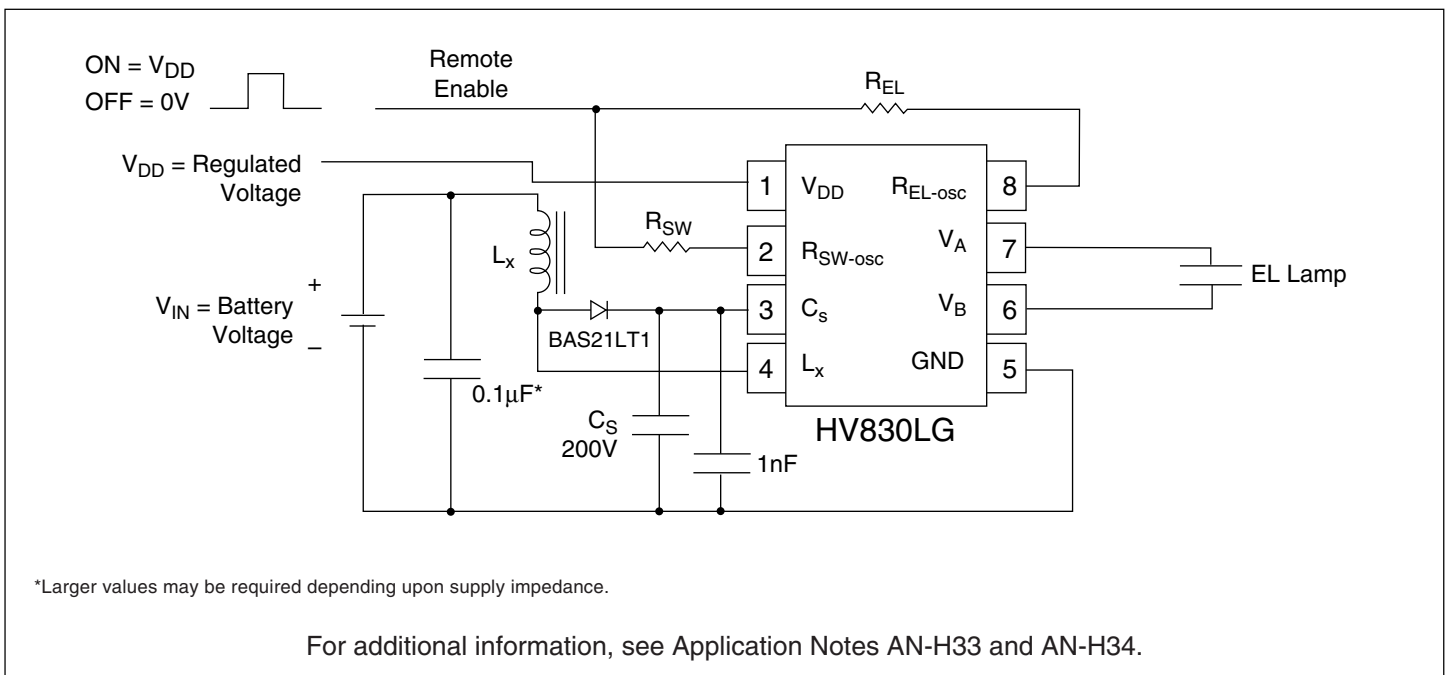 ON = V_DD
OFF = 0V
Remote
Enable
R_EL
V_DD = Regulated
Voltage
1
V_DD
R_EL-osc
8
R_SW
2
R_SW-osc
V_A
7
EL Lamp
L_x
V_IN = Battery
Voltage
+
–
BAS21LT1
3
C_s
V_B
6
4
L_x
GND
5
0.1µF*
HV830LG
C_S
200V
1nF
*Larger values may be required depending upon supply impedance.
For additional information, see Application Notes AN-H33 and AN-H34.